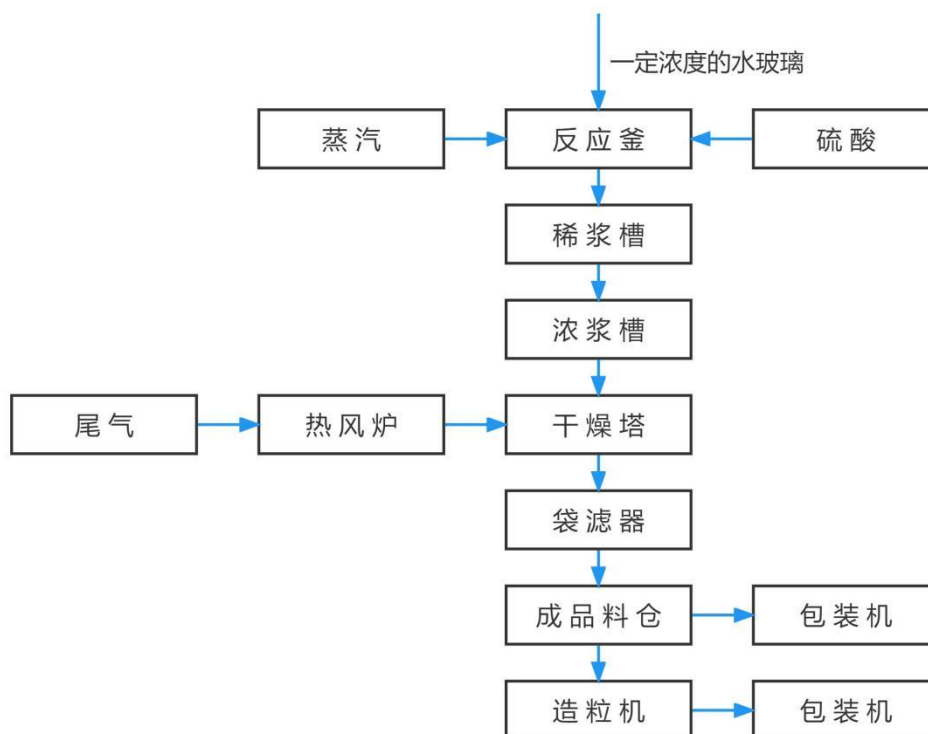 一定浓度的水玻璃
蒸汽
反应釜
硫酸
稀浆槽
浓浆槽
尾气
热风炉
干燥塔
袋滤器
成品料仓
包装机
造粒机
包装机